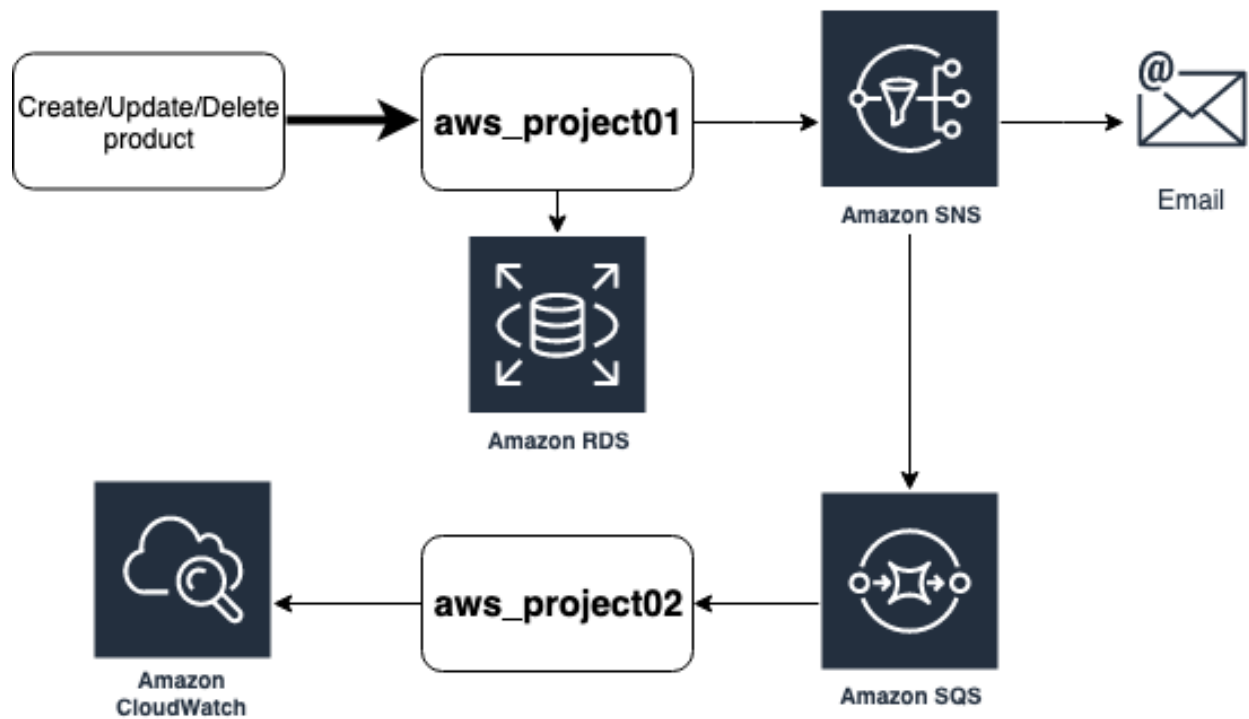 Create/Update/Delete
product
aws_project01
@
Amazon SNS
Email
Amazon RDS
Amazon
CloudWatch
aws_project02
Amazon SQS